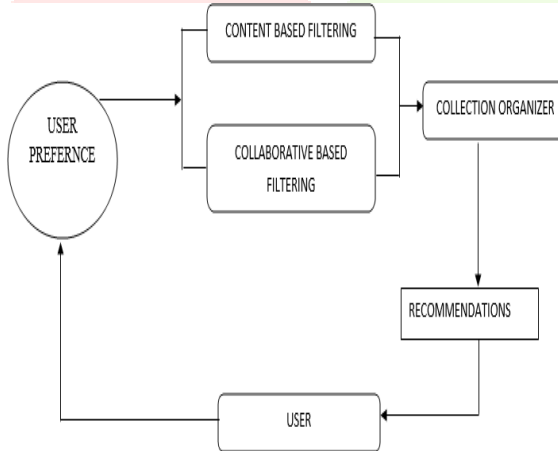 CONTENT BASED FILTERING
USER
PREFERNCE
COLLECTION ORGANIZER
COLLABORATIVE BASED
FILTERING
RECOMMENDATIONS
USER